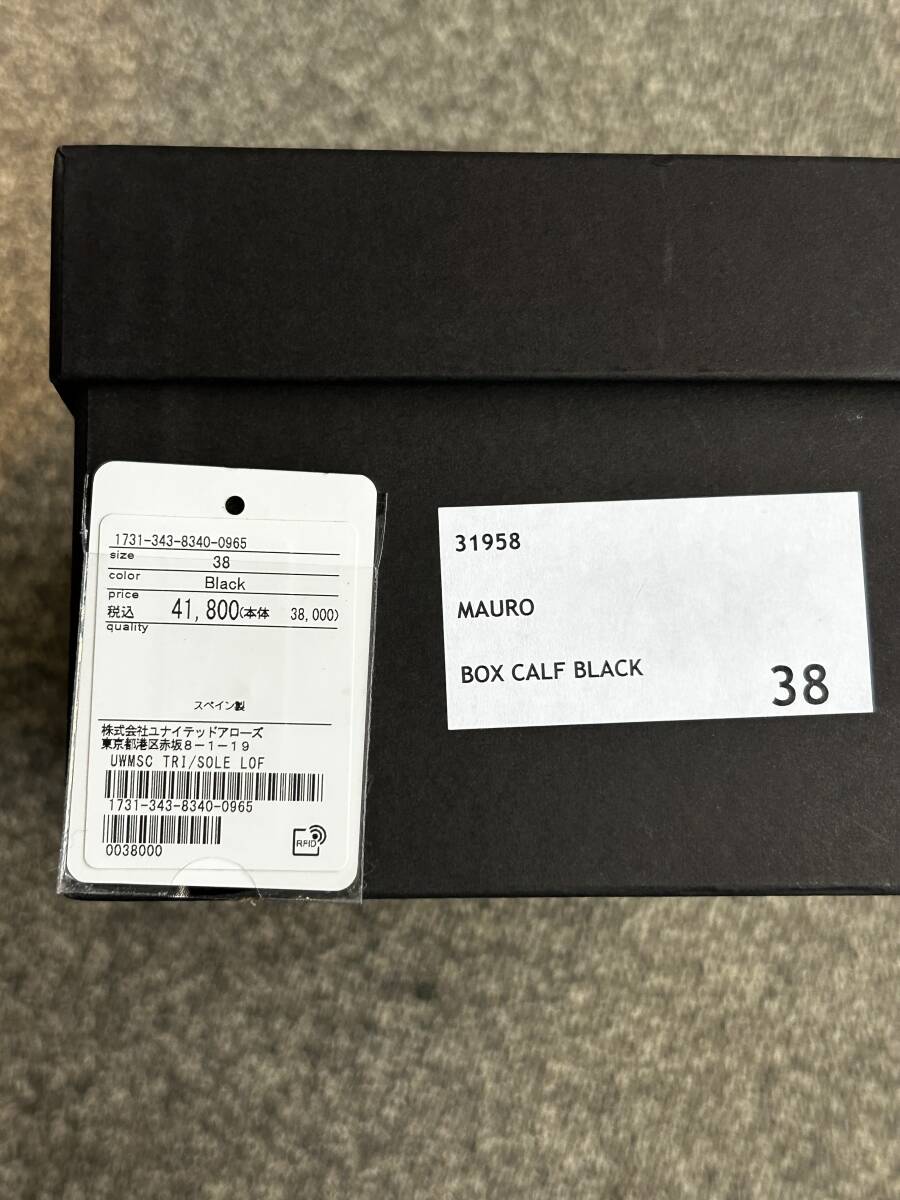 1731-343-8340-0965
size 38
color Black
price
税込 41,800(本体 38,000)
quality
スペイン製
株式会社ユナイテッドアローズ
東京都港区赤坂8-1-19
UWMSC TRI/SOLE LOF
1731-343-8340-0965
0038000
RFID
31958
MAURO
BOX CALF BLACK
38